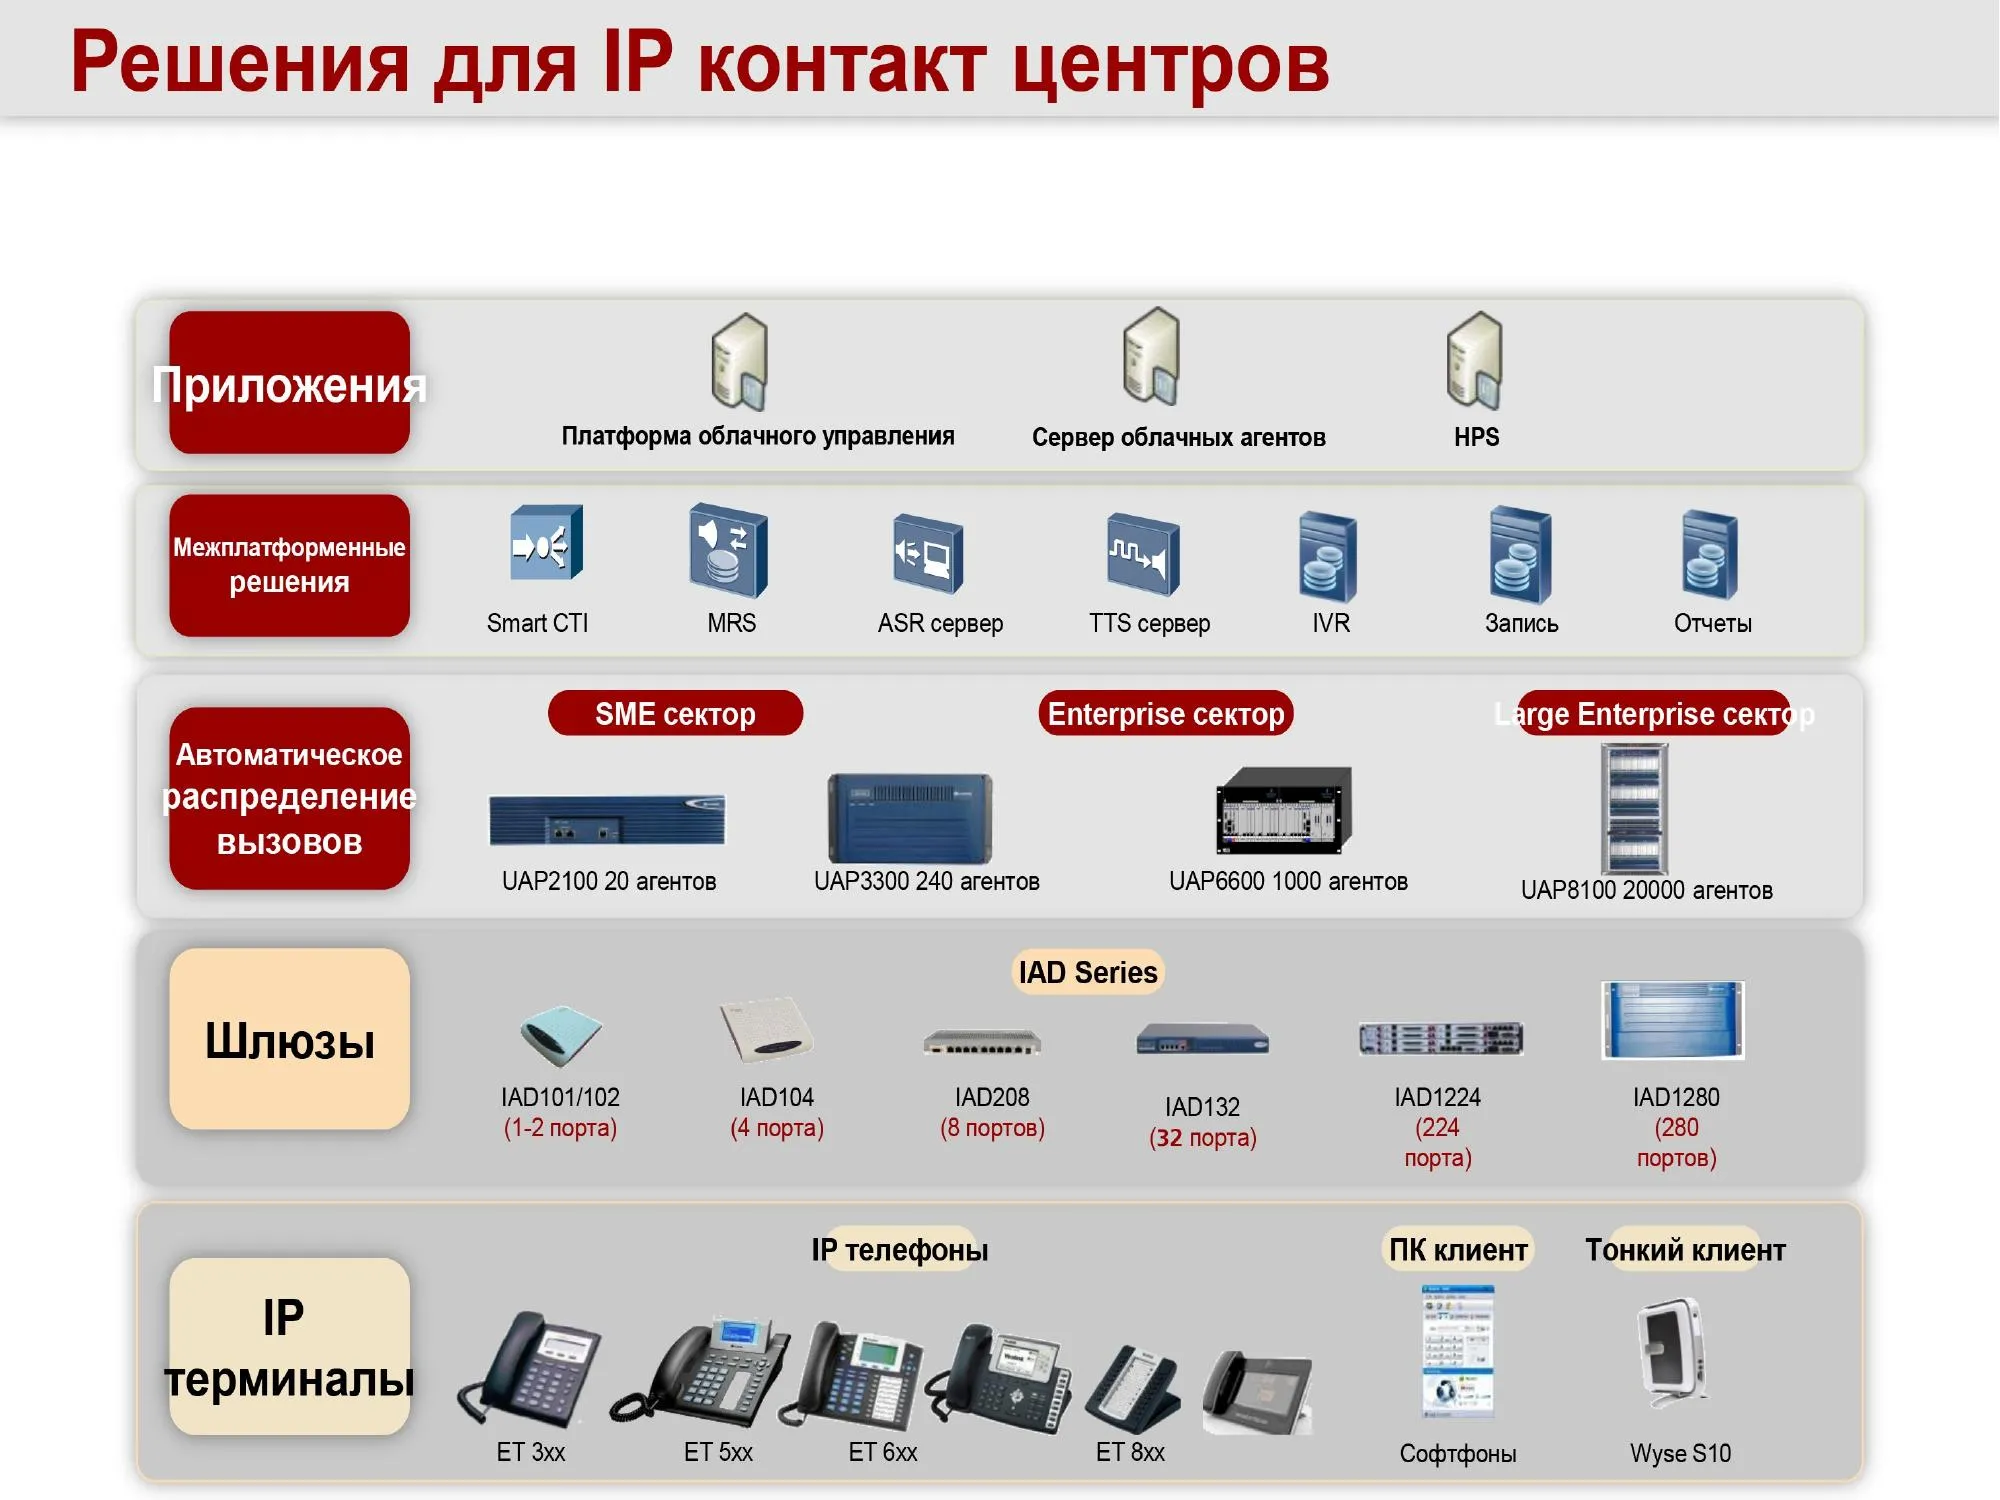 Решения для IP контакт центров
Приложения
Платформа облачного управления
Сервер облачных агентов
HPS
Межплатформенные
решения
Smart CTI
MRS
ASR сервер
TTS сервер
IVR
Запись
Отчеты
Автоматическое
распределение
вызовов
SME сектор
Enterprise сектор
Large Enterprise сектор
UAP2100 20 агентов
UAP3300 240 агентов
UAP6600 1000 агентов
UAP8100 20000 агентов
Шлюзы
IAD Series
IAD101/102
(1-2 порта)
IAD104
(4 порта)
IAD208
(8 портов)
IAD132
(32 порта)
IAD1224
(224
порта)
IAD1280
(280
портов)
IP
терминалы
IP телефоны
ПК клиент
Тонкий клиент
ET 3xx
ET 5xx
ET 6xx
ET 8xx
Софтфоны
Wyse S10